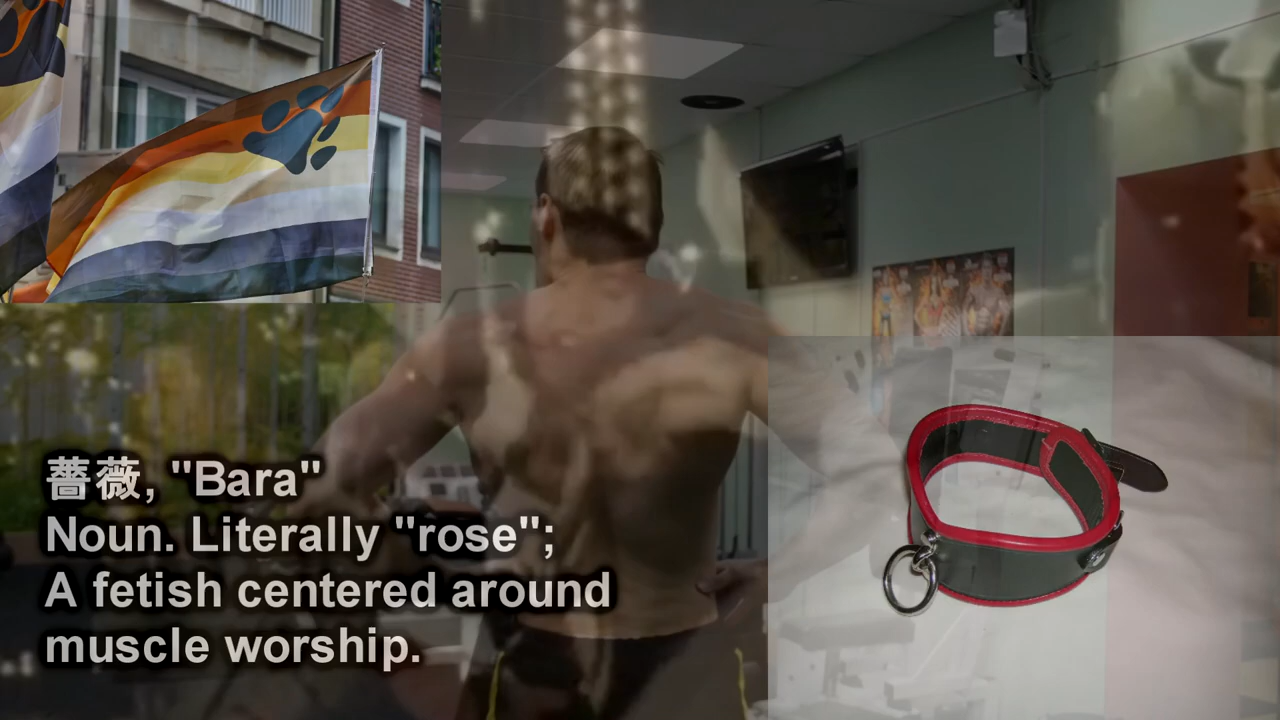 薔薇, "Bara"
Noun. Literally "rose";
A fetish centered around
muscle worship.